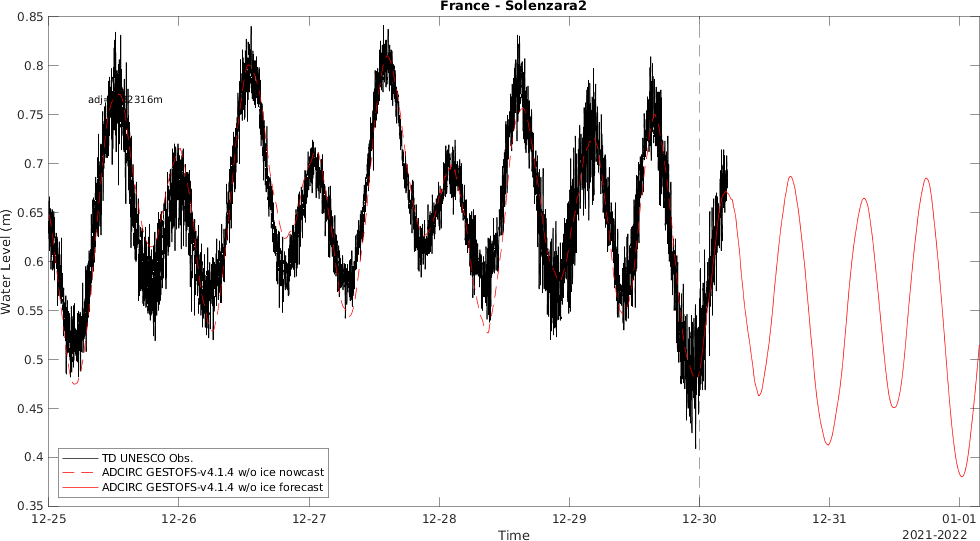 France - Solenzara2
0.85
0.8
0.75
0.7
0.65
0.6
0.55
0.5
0.45
0.4
0.35
Water Level (m)
TD UNESCO Obs.
ADCIRC GESTOFS-v4.1.4 w/o ice nowcast
ADCIRC GESTOFS-v4.1.4 w/o ice forecast
12-25 12-26 12-27 12-28 12-29 12-30 12-31 01-01
Time
2021-2022